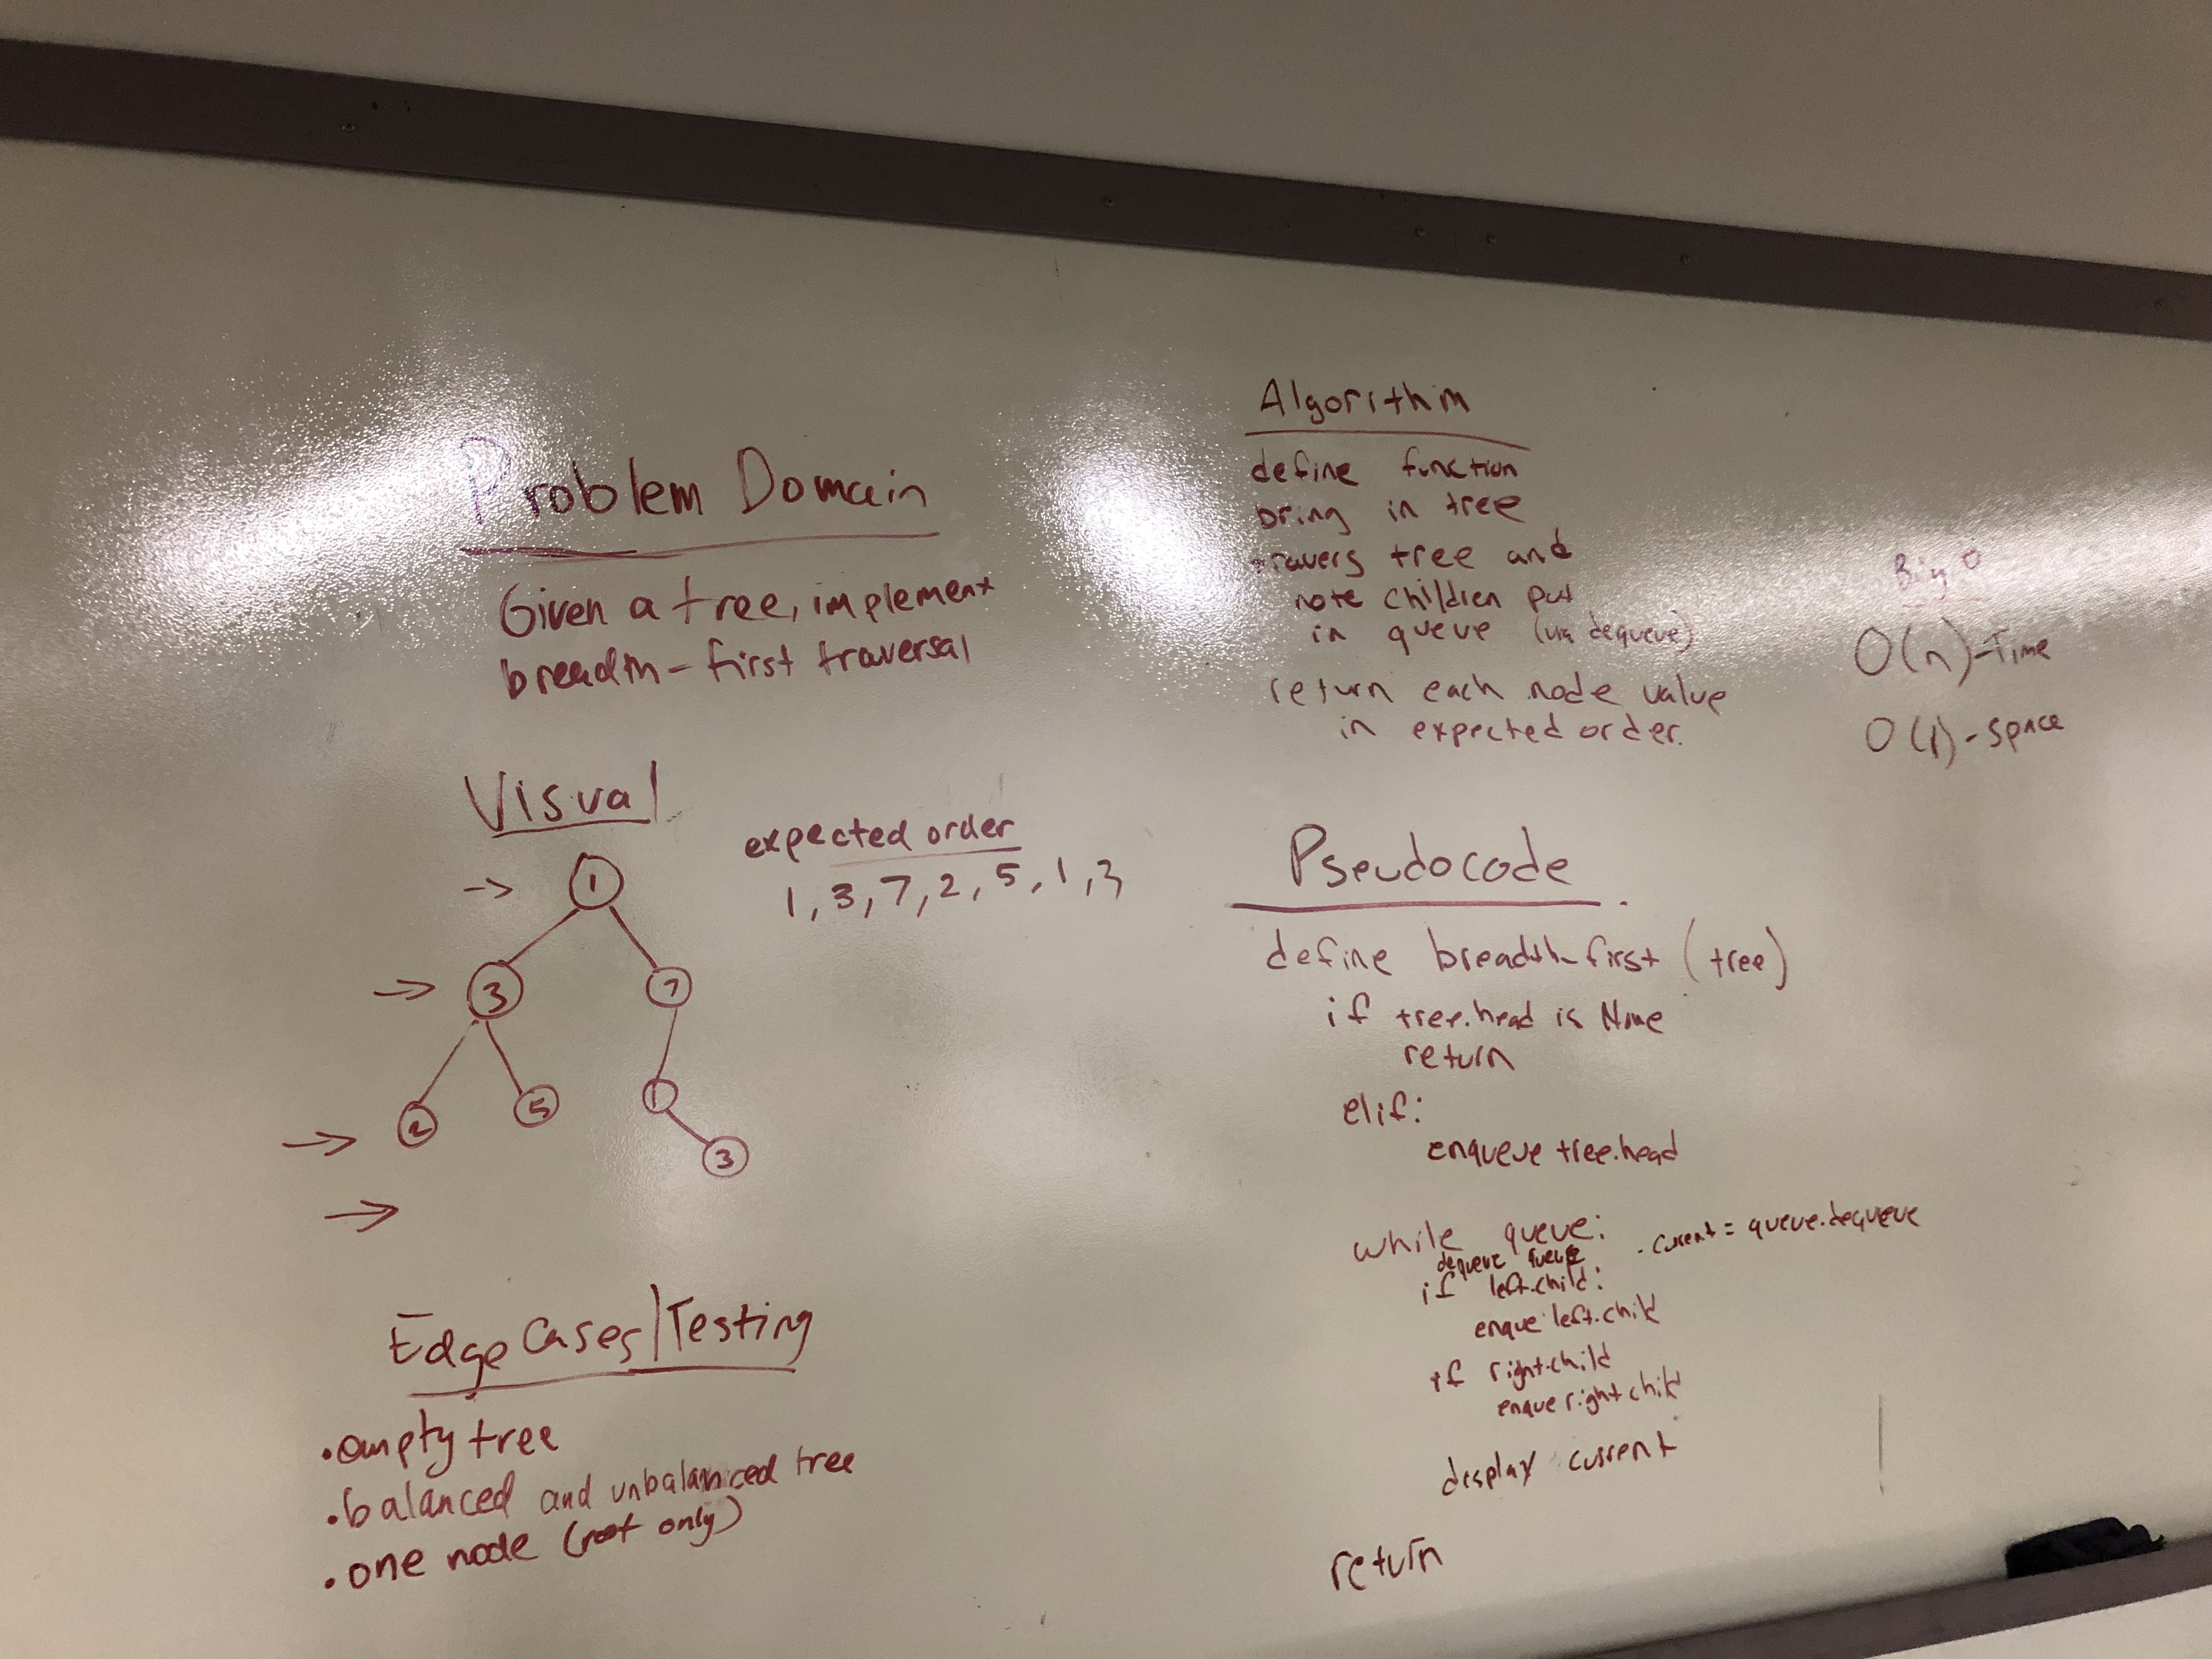 Problem Domain
Given a tree, implement
breadth-first traversal
Visual
expected order
1, 3, 7, 2, 5, 1, 3
1
3
7
2
5
1
3
Edge Cases/Testing
• empty tree
• balanced and unbalanced tree
• one node (root only)
Algorithim
define function
bring in tree
travers tree and
note children put
in queue (via dequeue)
return each node value
in expected order.
Big O
O(n)-Time
O(1)-space
Pseudocode
define breadth-first (tree)
if tree.head is None
return
elif:
enqueue tree.head
while queue:
dequeue queue - current = queue.dequeue
if left.child:
enque left.child
if right.child
enque right child
display current
return